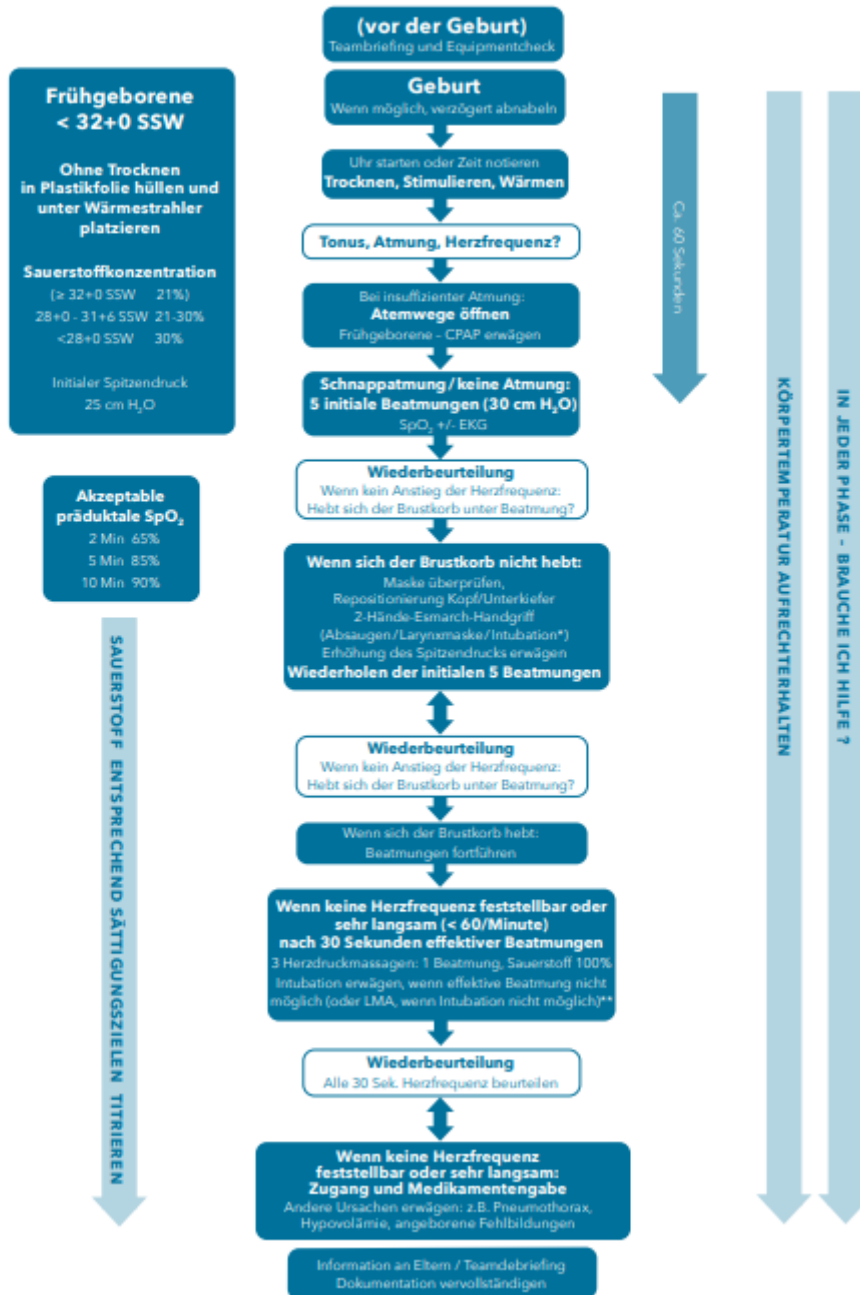 (vor der Geburt)
Teambriefing und Equipmentcheck
Geburt
Wenn möglich, verzögert abnabeln
Uhr starten oder Zeit notieren
Trocknen, Stimulieren, Wärmen
Tonus, Atmung, Herzfrequenz?
Bei insuffizienter Atmung:
Atemwege öffnen
Frühgeborene - CPAP erwägen
Schnappatmung/keine Atmung:
5 initiale Beatmungen (30 cm H₂O)
SpO₂ +/- EKG
Wiederbeurteilung
Wenn kein Anstieg der Herzfrequenz:
Hebt sich der Brustkorb unter Beatmung?
Wenn sich der Brustkorb nicht hebt:
Maske überprüfen,
Repositionierung Kopf/Unterkiefer
2-Hände-Esmarch-Handgriff
(Absaugen/Larynxmaske/Intubation*)
Erhöhung des Spitzendrucks erwägen
Wiederholen der initialen 5 Beatmungen
Wiederbeurteilung
Wenn kein Anstieg der Herzfrequenz:
Hebt sich der Brustkorb unter Beatmung?
Wenn sich der Brustkorb hebt:
Beatmungen fortführen
Wenn keine Herzfrequenz feststellbar oder
sehr langsam (< 60/Minute)
nach 30 Sekunden effektiver Beatmungen
3 Herzdruckmassagen: 1 Beatmung, Sauerstoff 100%
Intubation erwägen, wenn effektive Beatmung nicht
möglich (oder LMA, wenn Intubation nicht möglich)**
Wiederbeurteilung
Alle 30 Sek. Herzfrequenz beurteilen
Wenn keine Herzfrequenz
feststellbar oder sehr langsam:
Zugang und Medikamentengabe
Andere Ursachen erwägen: z.B. Pneumothorax,
Hypovolämie, angeborene Fehlbildungen
Information an Eltern / Teamdebriefing
Dokumentation vervollständigen
Frühgeborene
< 32+0 SSW
Ohne Trocknen
in Plastikfolie hüllen und
unter Wärmestrahler
platzieren
Sauerstoffkonzentration
(≥ 32+0 SSW 21%)
28+0 - 31+6 SSW 21-30%
<28+0 SSW 30%
Initialer Spitzendruck
25 cm H₂O
Akzeptable
präduktale SpO₂
2 Min 65%
5 Min 85%
10 Min 90%
SAUERSTOFF ENTSPRECHEND SÄTTIGUNGSZIELEN TITRIEREN
Ca. 60 Sekunden
KÖRPERTEMPERATUR AUFRECHTERHALTEN
IN JEDER PHASE - BRAUCHE ICH HILFE ?